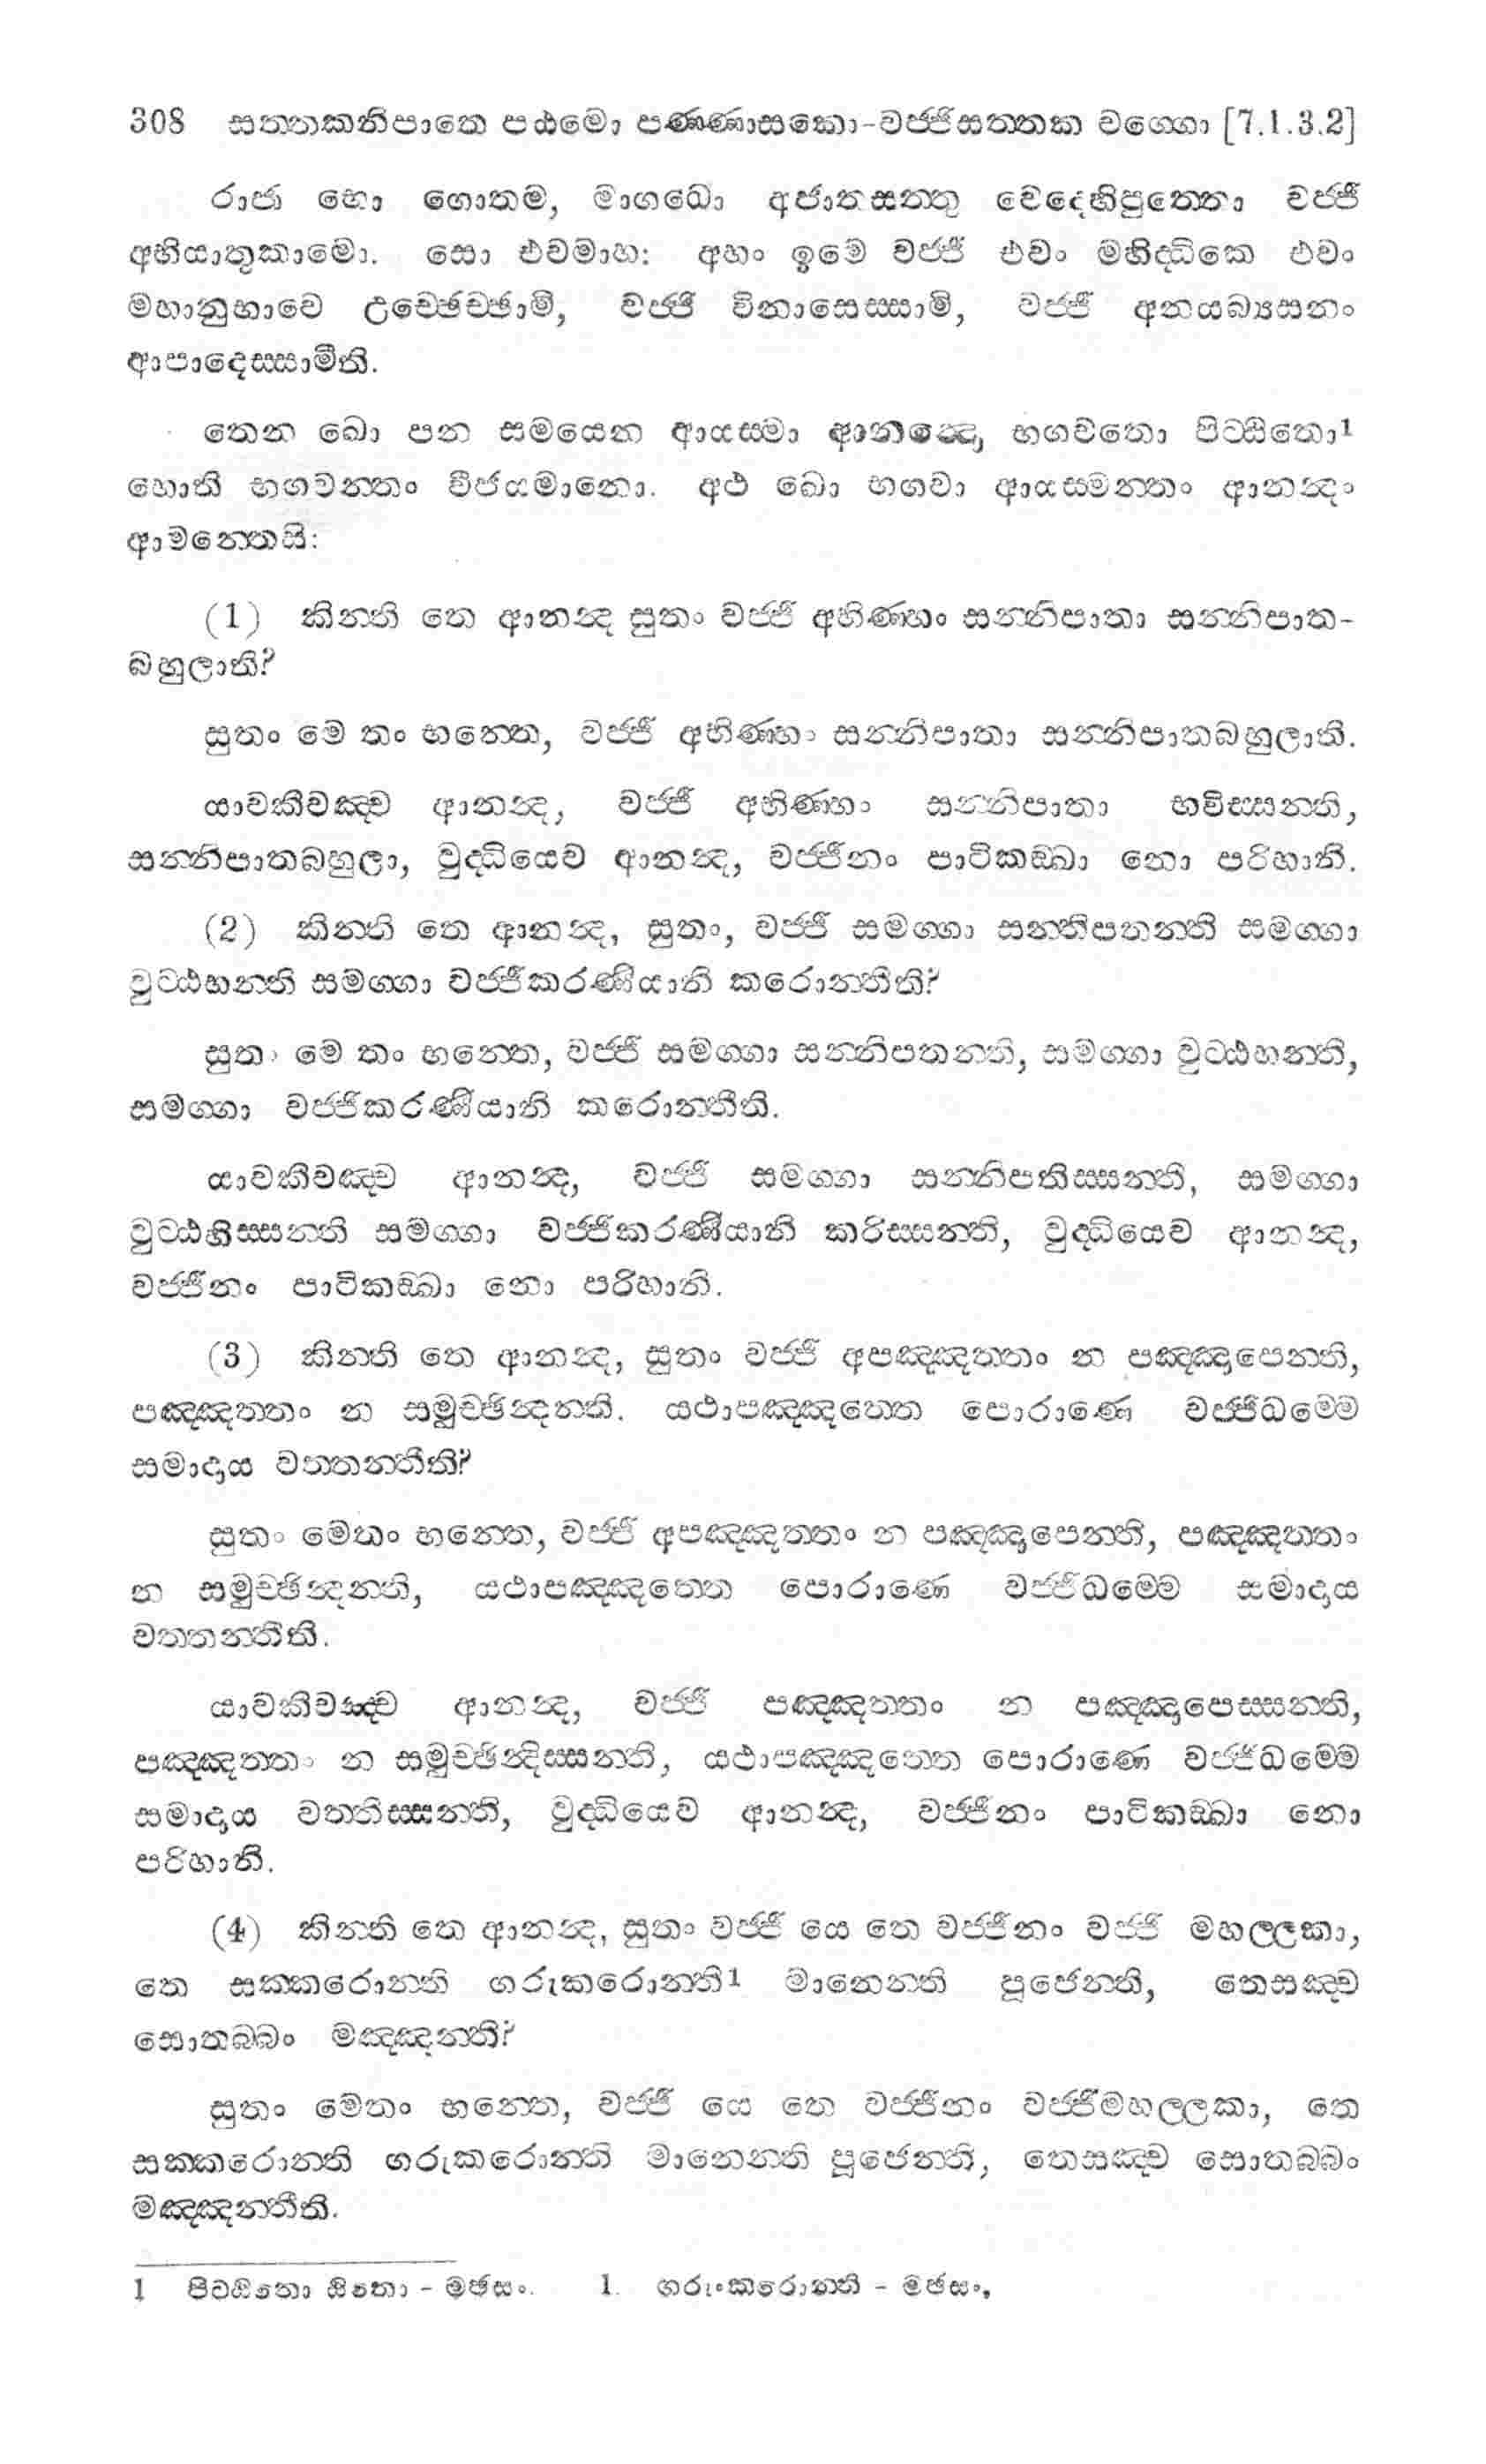 308 සත්තකනිපාතෙ පඨමො පණ්ණාසකො-වජ්ජිසත්තක වග්ගො [7.1.3.2]
රාජා භො ගොතම, මාගධො අජාතසත්තු වෙදෙහිපුත්තො වජ්ජී
අභියාතුකාමො. සො එවමාහ: අහං ඉමෙ වජ්ජී එවං මහිද්ධිකෙ එවං
මහානුභාවෙ උච්ඡෙච්ඡාමි, වජ්ජී විනාසෙස්සාමි, වජ්ජී අනයබ්‍යසනං
ආපාදෙස්සාමීති.
තෙන ඛො පන සමයෙන ආයස්මා ආනන්දො භගවතො පිට්ඨිතො1
හොති භගවන්තං වීජයමානො. අථ ඛො භගවා ආයස්මන්තං ආනන්දං
ආමන්තෙසි:
(1) කින්ති තෙ ආනන්ද සුතං වජ්ජී අභිණ්හං සන්නිපාතා සන්නිපාත-
බහුලාති?
සුතං මෙ තං භන්තෙ, වජ්ජී අභිණ්හං සන්නිපාතා සන්නිපාතබහුලාති.
යාවකීවඤ්ච ආනන්ද, වජ්ජී අභිණ්හං සන්නිපාතා භවිස්සන්ති,
සන්නිපාතබහුලා, වුද්ධියෙව ආනන්ද, වජ්ජීනං පාටිකඞ්ඛා නො පරිහානි.
(2) කින්ති තෙ ආනන්ද, සුතං, වජ්ජී සමග්ගා සන්තිපතන්ති සමග්ගා
වුට්ඨහන්ති සමග්ගා වජ්ජීකරණීයානි කරොන්තීති?
සුතං මෙ තං භන්තෙ, වජ්ජී සමග්ගා සන්නිපතන්ති, සමග්ගා වුට්ඨහන්ති,
සමග්ගා වජ්ජිකරණීයානි කරොන්තීති.
යාවකීවඤ්ච ආනන්ද, වජ්ජී සමග්ගා සන්නිපතිස්සන්ති, සමග්ගා
වුට්ඨහිස්සන්ති සමග්ගා වජ්ජිකරණීයානි කරිස්සන්ති, වුද්ධියෙව ආනන්ද,
වජ්ජීනං පාටිකඞ්ඛා නො පරිහානි.
(3) කින්ති තෙ ආනන්ද, සුතං වජ්ජී අපඤ්ඤත්තං න පඤ්ඤාපෙන්ති,
පඤ්ඤත්තං න සමුච්ඡින්දන්ති. යථාපඤ්ඤත්තෙ පොරාණෙ වජ්ජිධම්මෙ
සමාදාය වත්තන්තීති?
සුතං මෙතං භන්තෙ, වජ්ජී අපඤ්ඤත්තං න පඤ්ඤාපෙන්ති, පඤ්ඤත්තං
න සමුච්ඡින්දන්ති, යථාපඤ්ඤත්තෙ පොරාණෙ වජ්ජිධම්මෙ සමාදාය
වත්තන්තීති.
යාවකීවඤ්ච ආනන්ද, වජ්ජී පඤ්ඤත්තං න පඤ්ඤාපෙස්සන්ති,
පඤ්ඤත්තං න සමුච්ඡින්දිස්සන්ති, යථාපඤ්ඤත්තෙ පොරාණෙ වජ්ජිධම්මෙ
සමාදාය වත්තිස්සන්ති, වුද්ධියෙව ආනන්ද, වජ්ජීනං පාටිකඞ්ඛා නො
පරිහානි.
(4) කින්ති තෙ ආනන්ද, සුතං වජ්ජී යෙ තෙ වජ්ජීනං වජ්ජී මහල්ලකා,
තෙ සක්කරොන්ති ගරුකරොන්ති1 මානෙන්ති පූජෙන්ති, තෙසඤ්ච
සොතබ්බං මඤ්ඤන්ති?
සුතං මෙතං භන්තෙ, වජ්ජී යෙ තෙ වජ්ජීනං වජ්ජීමහල්ලකා, තෙ
සක්කරොන්ති ගරුකරොන්ති මානෙන්ති පූජෙන්ති, තෙසඤ්ච සොතබ්බං
මඤ්ඤන්තීති.
1 පිට්ඨිතො ඨිතො - මඡසං. 1. ගරුංකරොන්ති - මඡසං,